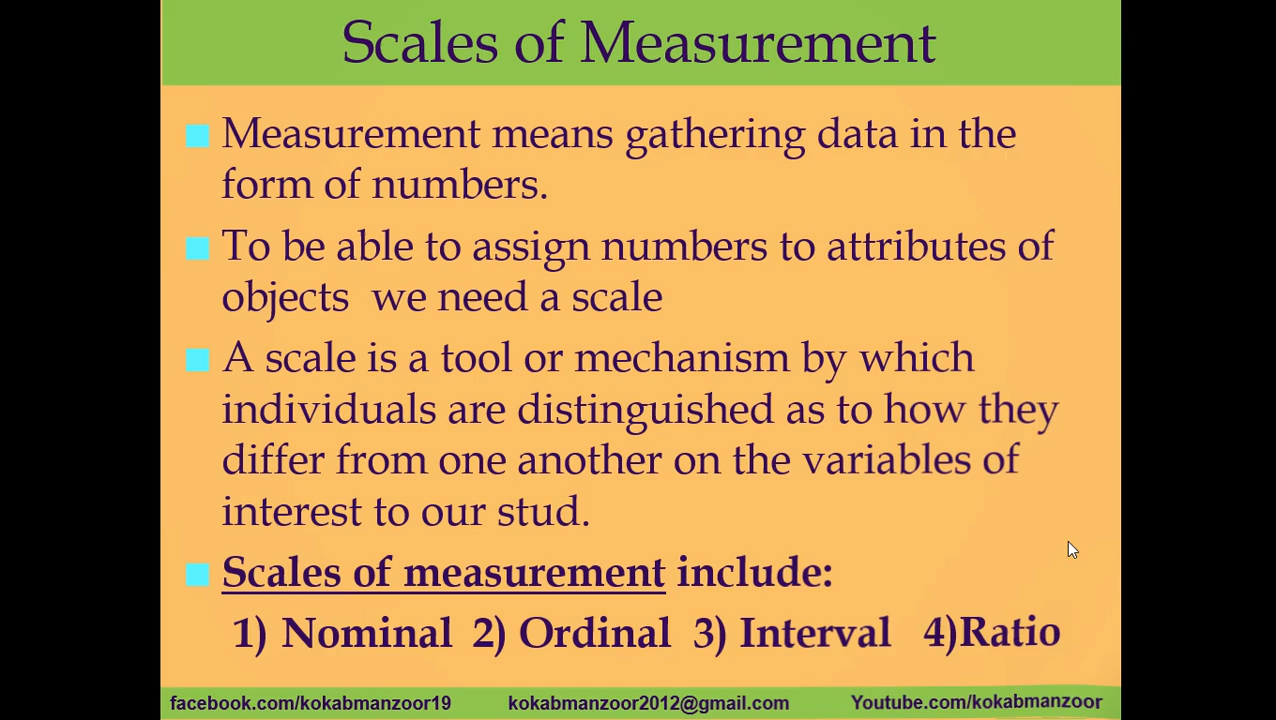 Scales of Measurement
Measurement means gathering data in the
form of numbers.
To be able to assign numbers to attributes of
objects we need a scale
A scale is a tool or mechanism by which
individuals are distinguished as to how they
differ from one another on the variables of
interest to our stud.
Scales of measurement include:
1) Nominal 2) Ordinal 3) Interval 4)Ratio
facebook.com/kokabmanzoor19 kokabmanzoor2012@gmail.com Youtube.com/kokabmanzoor